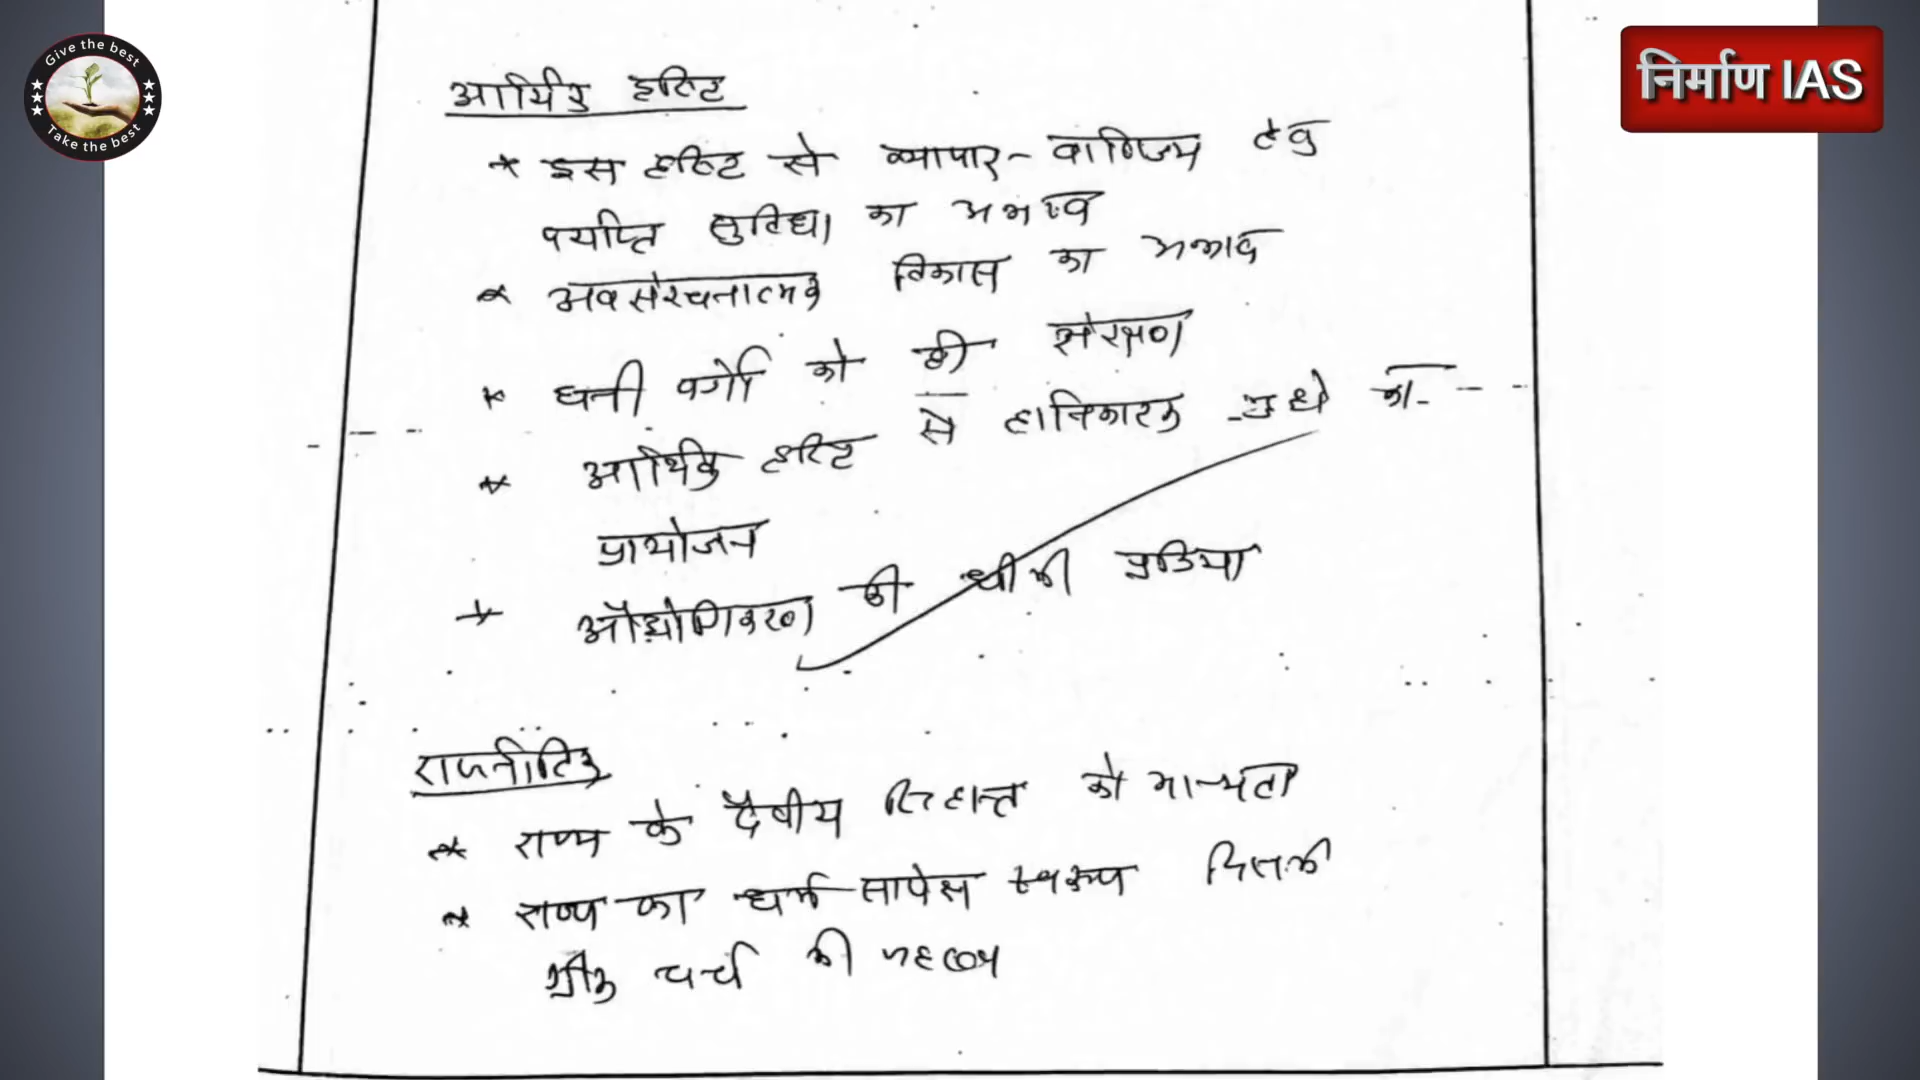 Give the best
Take the best
निर्माण IAS
आर्थिक दृष्टि
* इस दृष्टि से व्यापार - वाणिज्य हेतु
पर्याप्त सुविधा का अभाव
* अवसंरचनात्मक विकास का अभाव
* धनी वर्गो को ही संरक्षण
* आर्थिक दृष्टि से हानिकारक युद्धो का
प्रायोजन
* औद्योगिकरण की धीमी प्रक्रिया
राजनीतिक
* राज्य के दैवीय सिद्धान्त को मान्यता
* राज्य का धर्म सापेक्ष स्वरूप जिसमें
ग्रीक चर्च की महत्ता